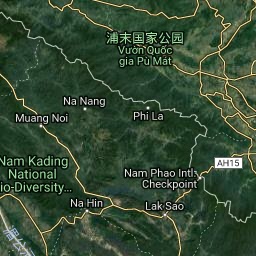 浦末国家公园
Vườn Quốc
gia Pù Mát
Na Nang
Phi La
Muang Noi
AH15
Nam Kading
National
io-Diversity...
Nam Phao Intl.
Checkpoint
Na Hin
Lak Sao